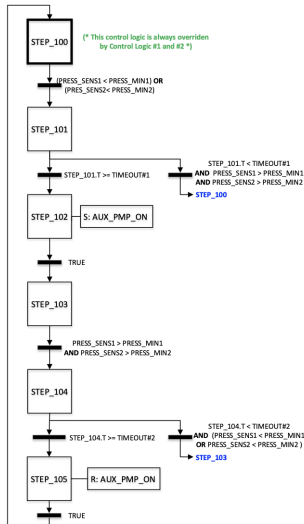 STEP_100
(* This control logic is always overriden
by Control Logic #1 and #2 *)
(PRESS_SENS1 < PRESS_MIN1) OR
(PRES_SENS2< PRESS_MIN2)
STEP_101
STEP_101.T >= TIMEOUT#1
STEP_101.T < TIMEOUT#1
AND PRESS_SENS1 > PRESS_MIN1
AND PRESS_SENS2 > PRESS_MIN2
STEP_100
STEP_102
S: AUX_PMP_ON
TRUE
STEP_103
PRESS_SENS1 > PRESS_MIN1
AND PRESS_SENS2 > PRESS_MIN2
STEP_104
STEP_104.T >= TIMEOUT#2
STEP_104.T < TIMEOUT#2
AND (PRESS_SENS1 < PRESS_MIN1
OR PRESS_SENS2 < PRESS_MIN2 )
STEP_103
STEP_105
R: AUX_PMP_ON
TRUE